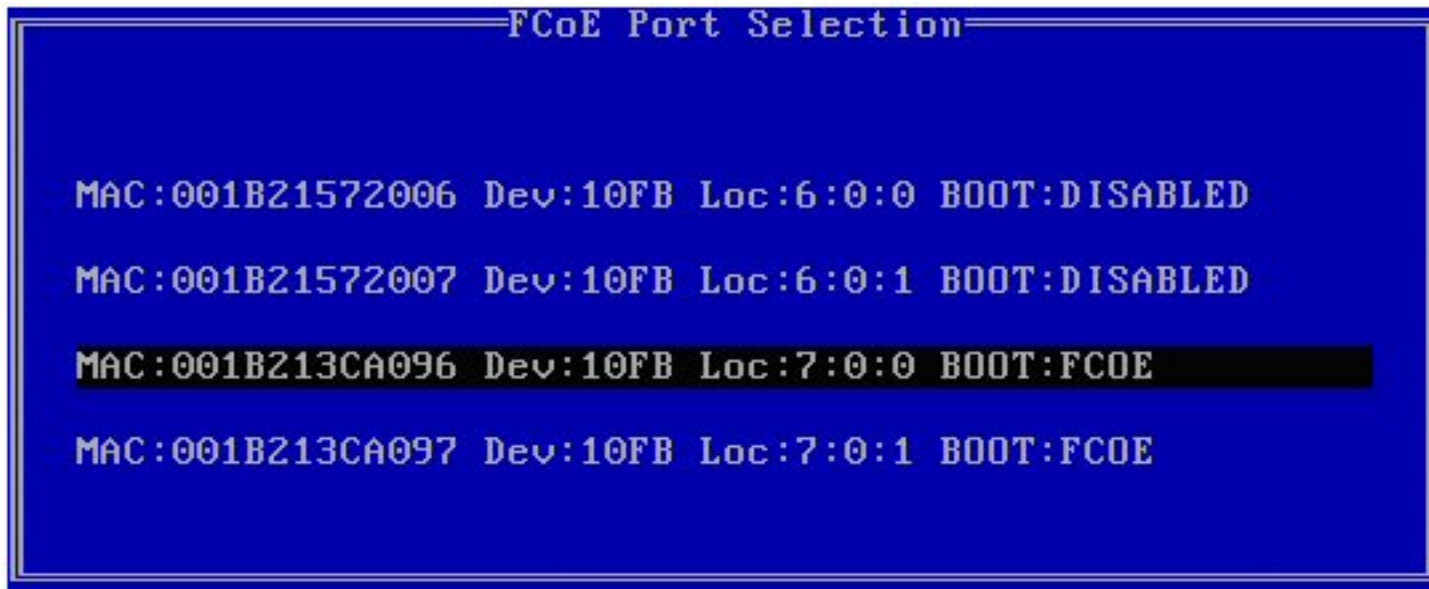 FCoE Port Selection
MAC:001B21572006 Dev:10FB Loc:6:0:0 BOOT:DISABLED
MAC:001B21572007 Dev:10FB Loc:6:0:1 BOOT:DISABLED
MAC:001B213CA096 Dev:10FB Loc:7:0:0 BOOT:FCOE
MAC:001B213CA097 Dev:10FB Loc:7:0:1 BOOT:FCOE